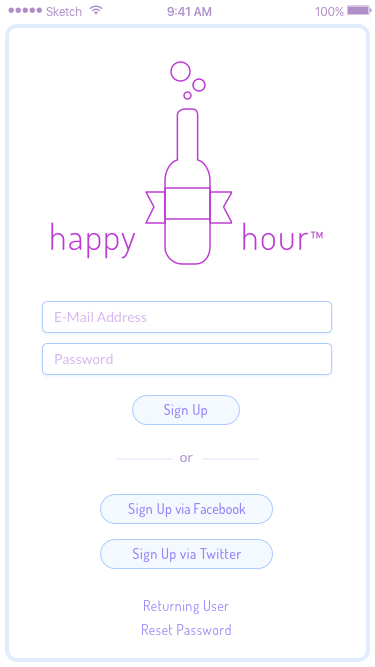 Sketch 9:41 AM 100%
happy hour™
E-Mail Address
Password
Sign Up
or
Sign Up via Facebook
Sign Up via Twitter
Returning User
Reset Password